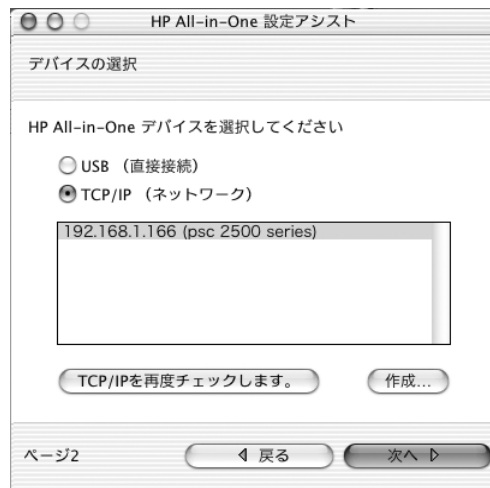 HP All-in-One 設定アシスト
デバイスの選択
HP All-in-One デバイスを選択してください
USB （直接接続）
TCP/IP （ネットワーク）
192.168.1.166 (psc 2500 series)
TCP/IPを再度チェックします。
作成...
ページ2
戻る
次へ